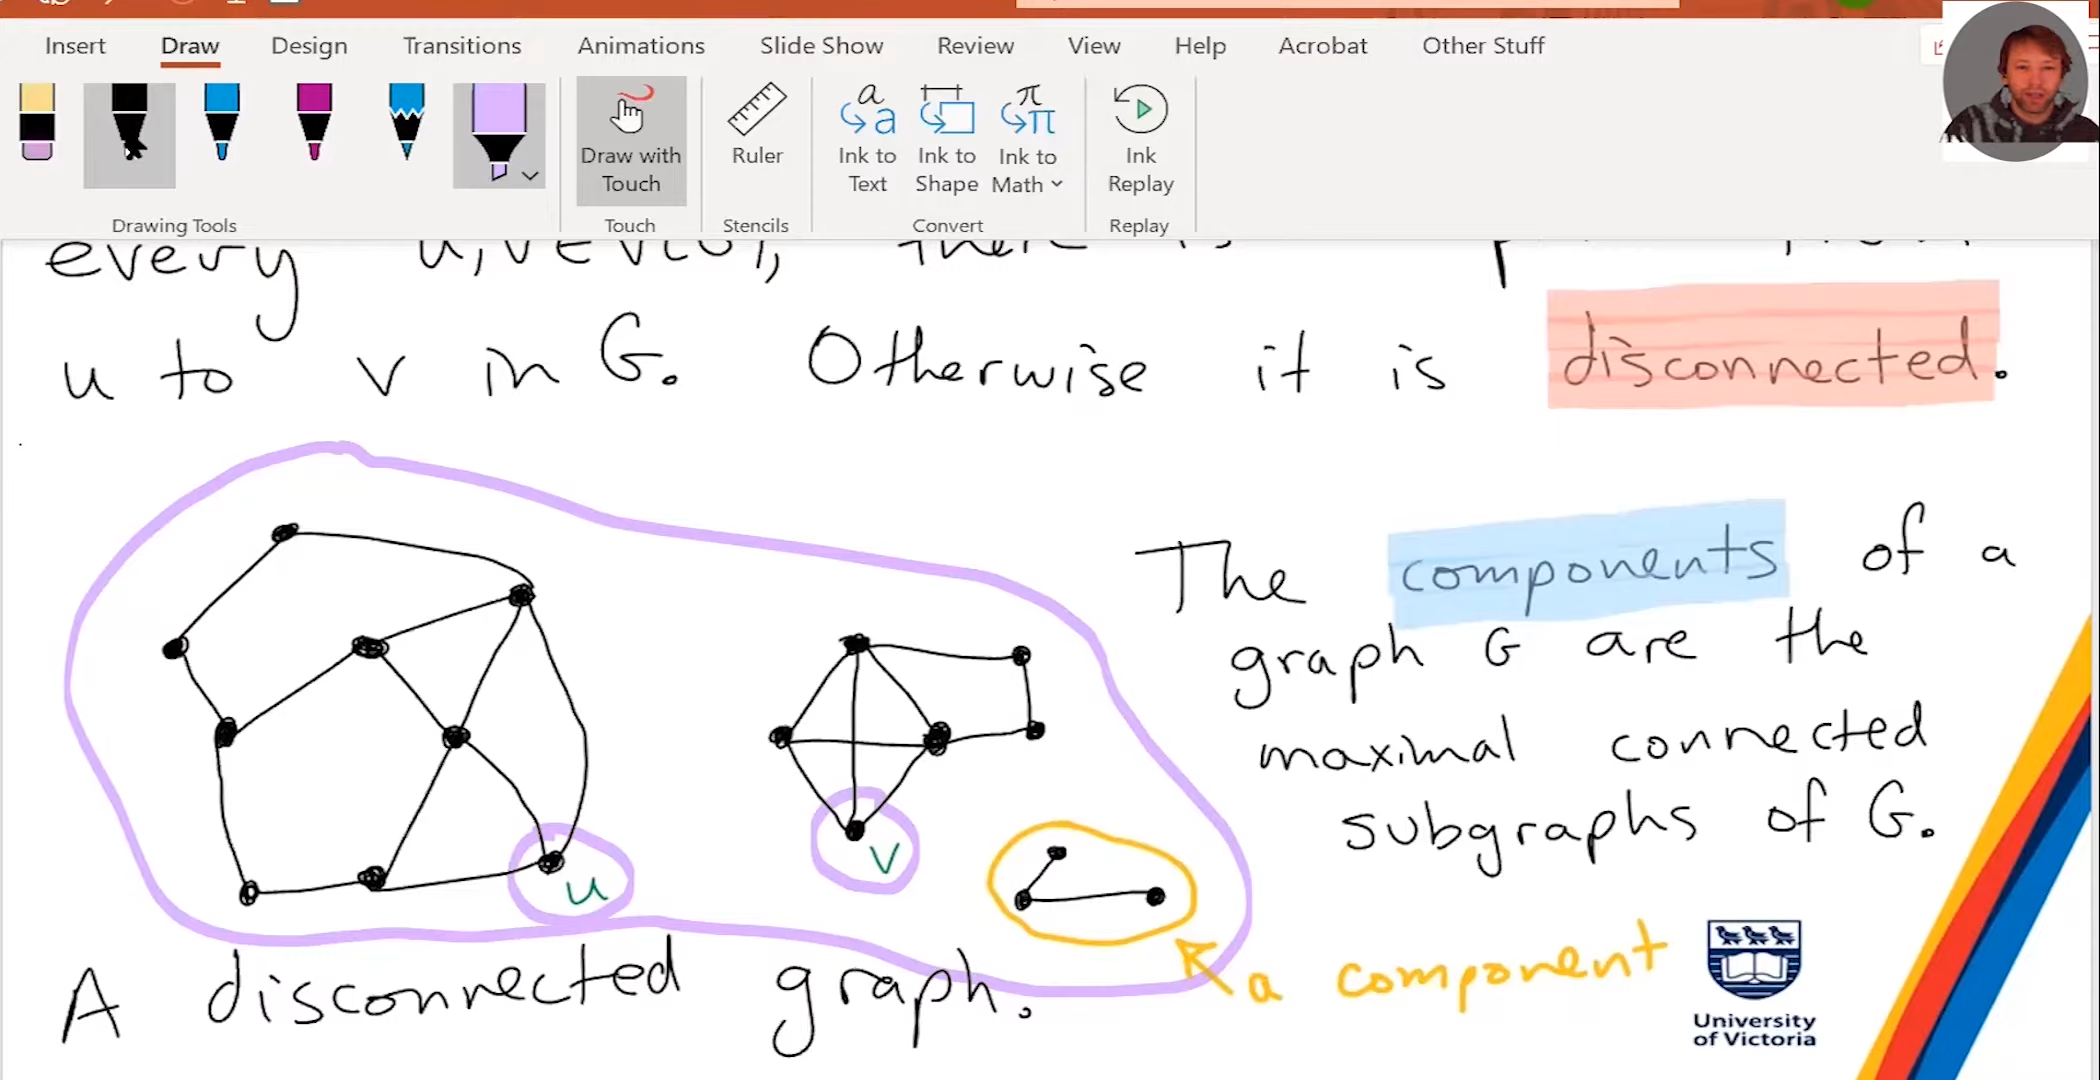 Insert Draw Design Transitions Animations Slide Show Review View Help Acrobat Other Stuff
Draw with Touch
Ruler
Ink to Text
Ink to Shape
Ink to Math
Ink Replay
Drawing Tools Touch Stencils Convert Replay
every u,v∈V(G), there is
u to v in G. Otherwise it is disconnected.
The components of a
graph G are the
maximal connected
subgraphs of G.
u
v
a component
A disconnected graph.
University
of Victoria